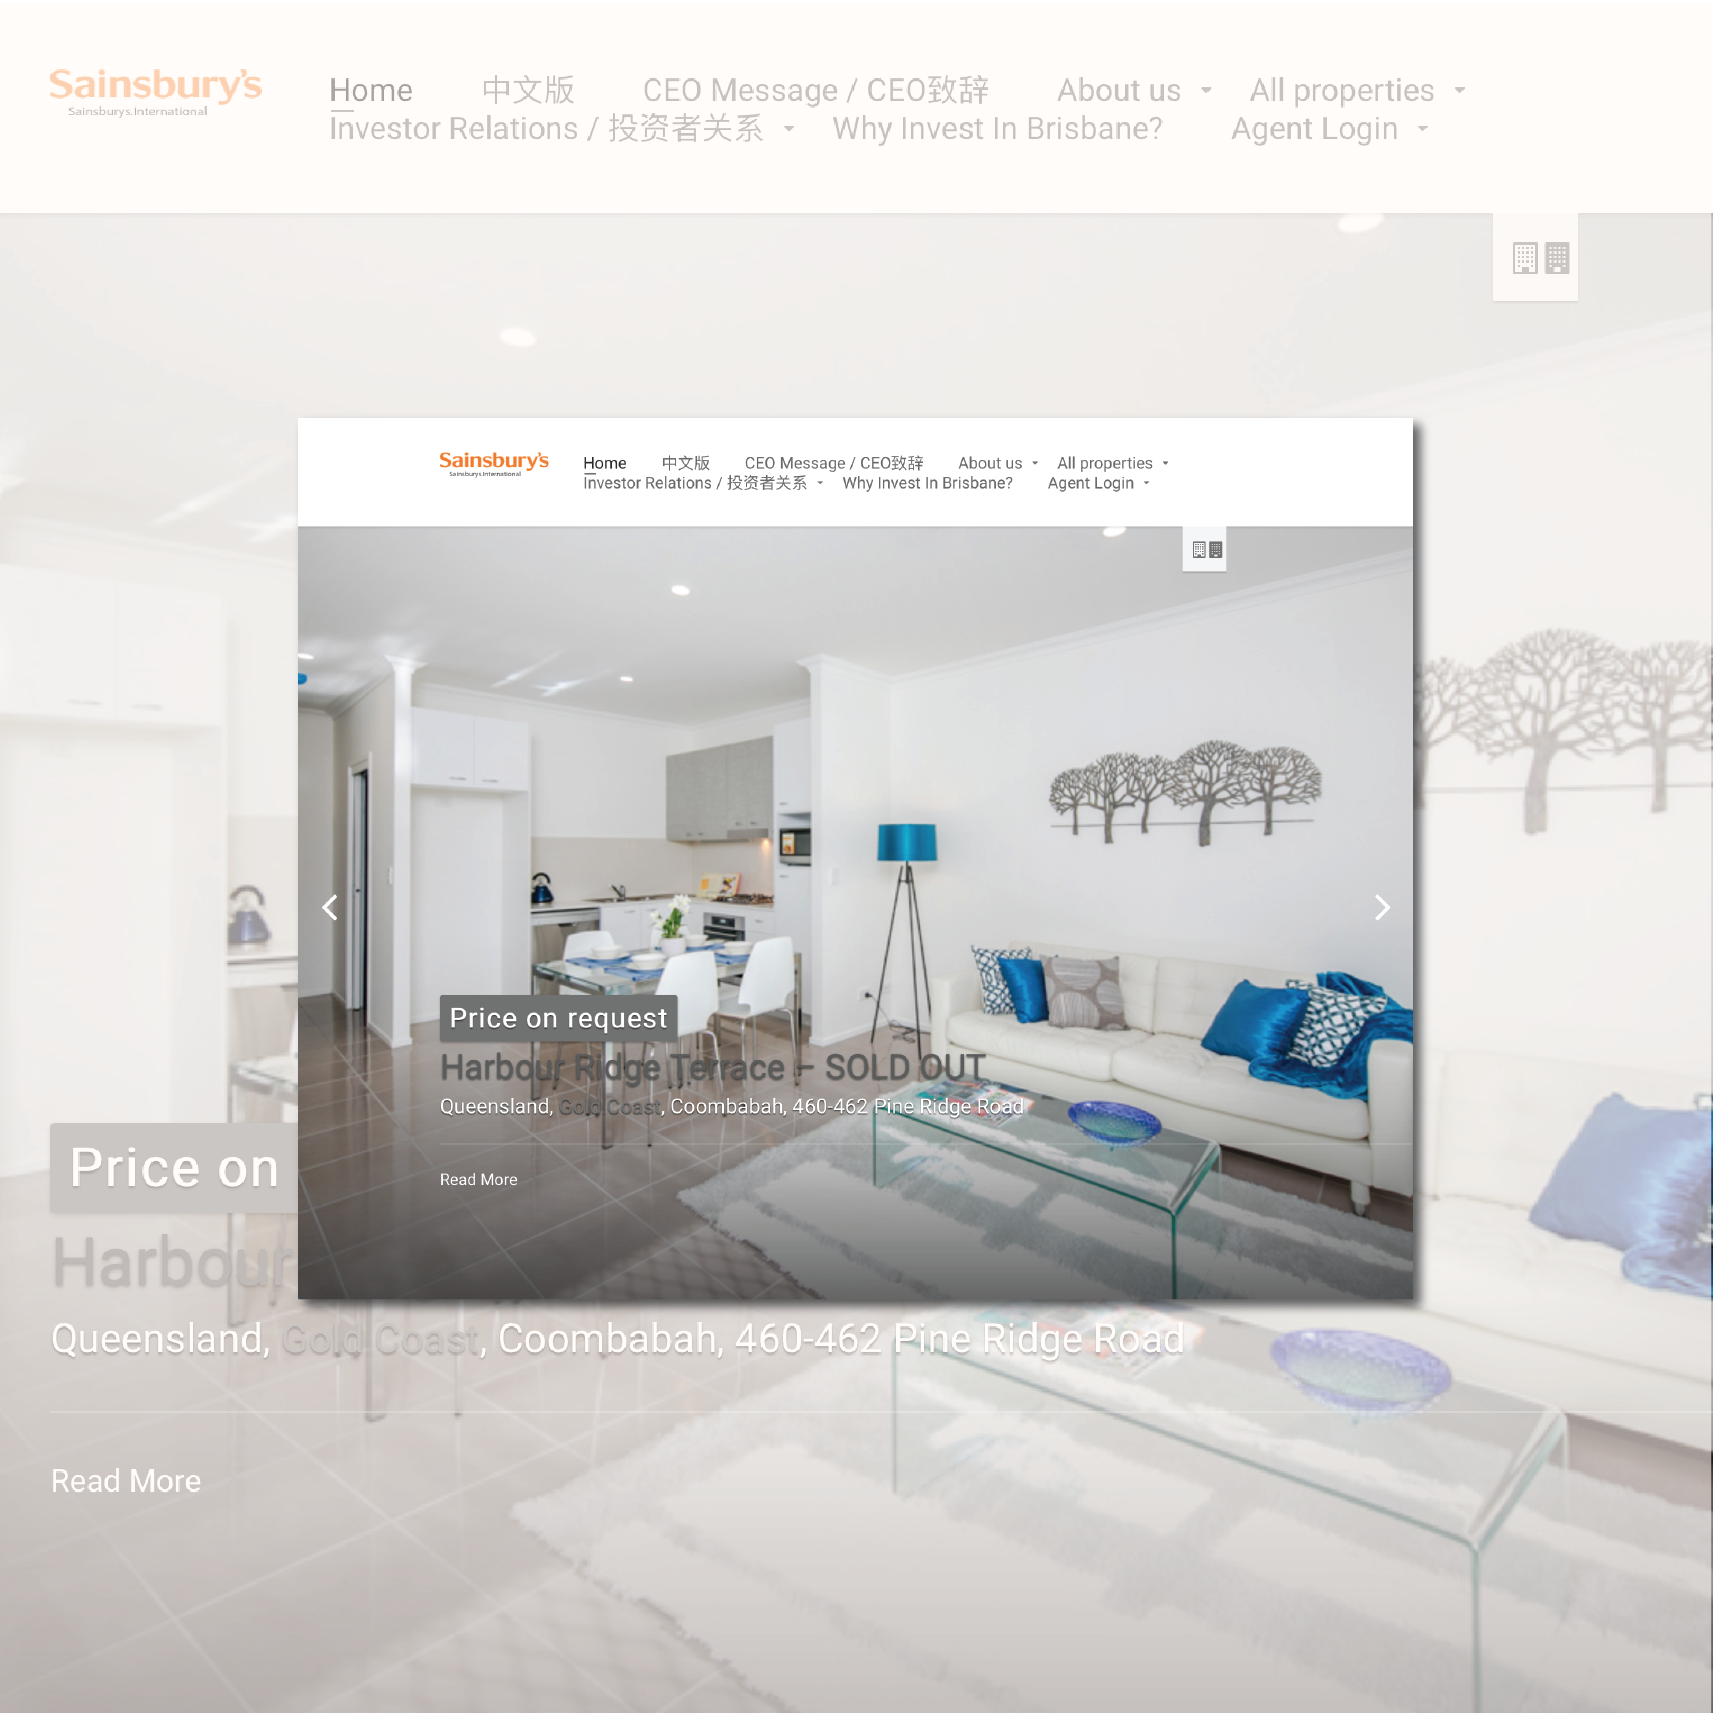 Sainsbury's
Sainsburys.International
Home 中文版 CEO Message / CEO致辞 About us All properties
Investor Relations / 投资者关系 Why Invest In Brisbane? Agent Login
Sainsbury's
Sainsburys.International
Home 中文版 CEO Message / CEO致辞 About us All properties
Investor Relations / 投资者关系 Why Invest In Brisbane? Agent Login
Price on request
Harbour Ridge Terrace – SOLD OUT
Queensland, Gold Coast, Coombabah, 460-462 Pine Ridge Road
Read More
Price on
Harbour
Queensland, Gold Coast, Coombabah, 460-462 Pine Ridge Road
Read More